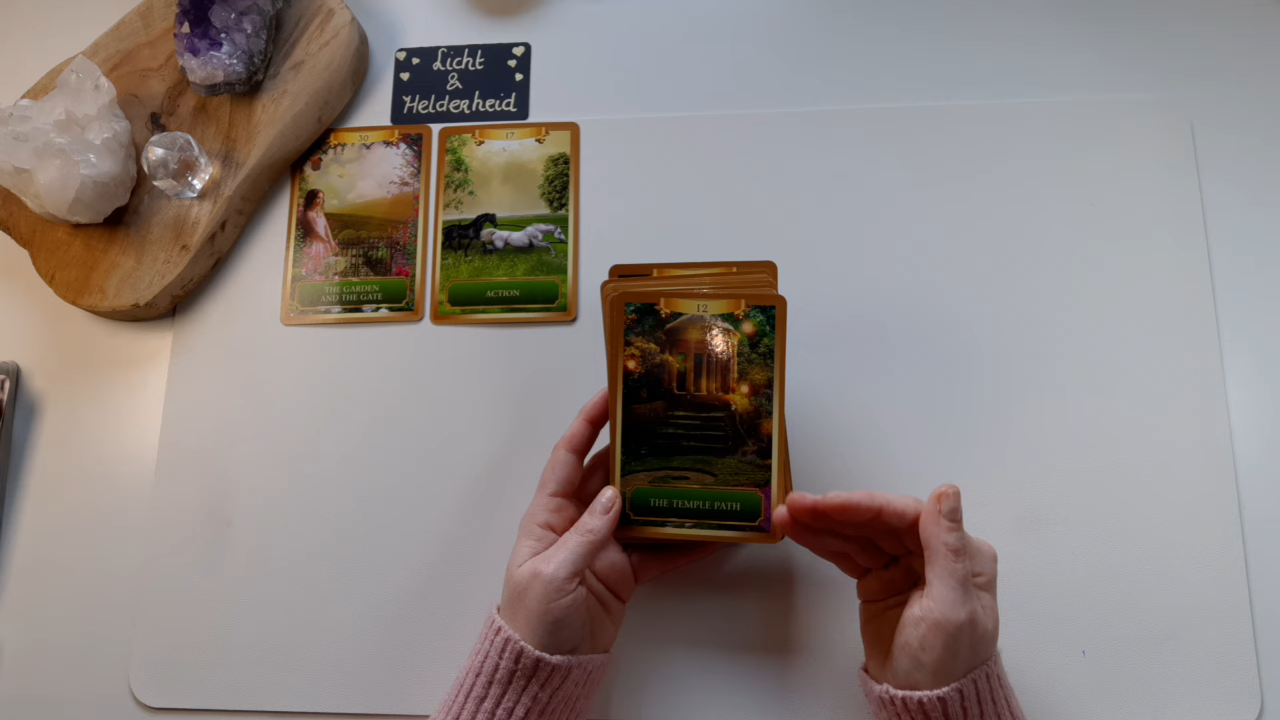 Licht
&
Helderheid
30
THE GARDEN
AND THE GATE
17
ACTION
12
THE TEMPLE PATH